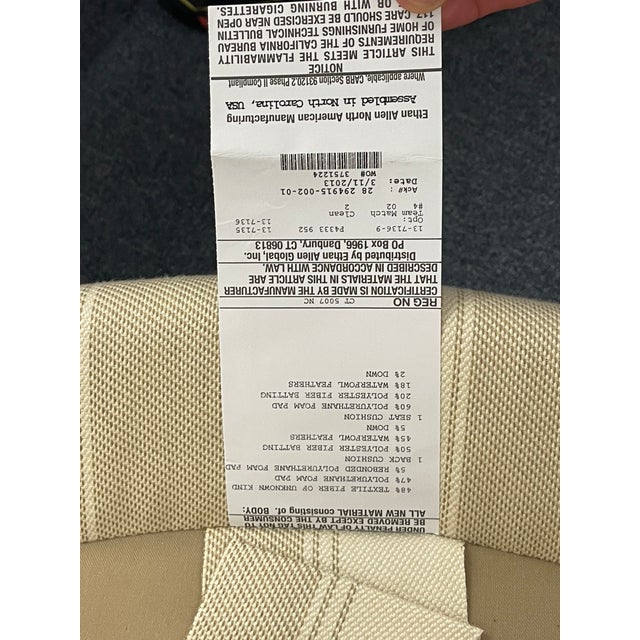 UNDER PENALTY OF LAW THIS TAG NOT TO
BE REMOVED EXCEPT BY THE CONSUMER
ALL NEW MATERIAL consisting of. BODY:
48% TEXTILE FIBER OF UNKNOWN KIND
47% POLYURETHANE FOAM PAD
5% REBONDED POLYURETHANE FOAM PAD
1 BACK CUSHION
50% POLYESTER FIBER BATTING
45% WATERFOWL FEATHERS
5% DOWN
1 SEAT CUSHION
60% POLYURETHANE FOAM PAD
20% POLYESTER FIBER BATTING
18% WATERFOWL FEATHERS
2% DOWN
CT 5007 NC
REG NO
CERTIFICATION IS MADE BY THE MANUFACTURER
THAT THE MATERIALS IN THIS ARTICLE ARE
DESCRIBED IN ACCORDANCE WITH LAW.
Distributed by Ethan Allen Global, Inc.
PO Box 1966, Danbury, CT 06813
13-7136-9 P4333 952 13-7135
Opt: 13-7136
Team Match Clean
#4 02 2
Ack#: 28 294915-002-01
Date: 3/11/2013
WO# 3751224
Ethan Allen North American Manufacturing
Assembled in North Carolina, USA
Where applicable, CARB Section 93120.2 Phase II Compliant
NOTICE
THIS ARTICLE MEETS THE FLAMMABILITY
REQUIREMENTS OF THE CALIFORNIA BUREAU
OF HOME FURNISHINGS TECHNICAL BULLETIN
117. CARE SHOULD BE EXERCISED NEAR OPEN
OR WITH BURNING CIGARETTES.